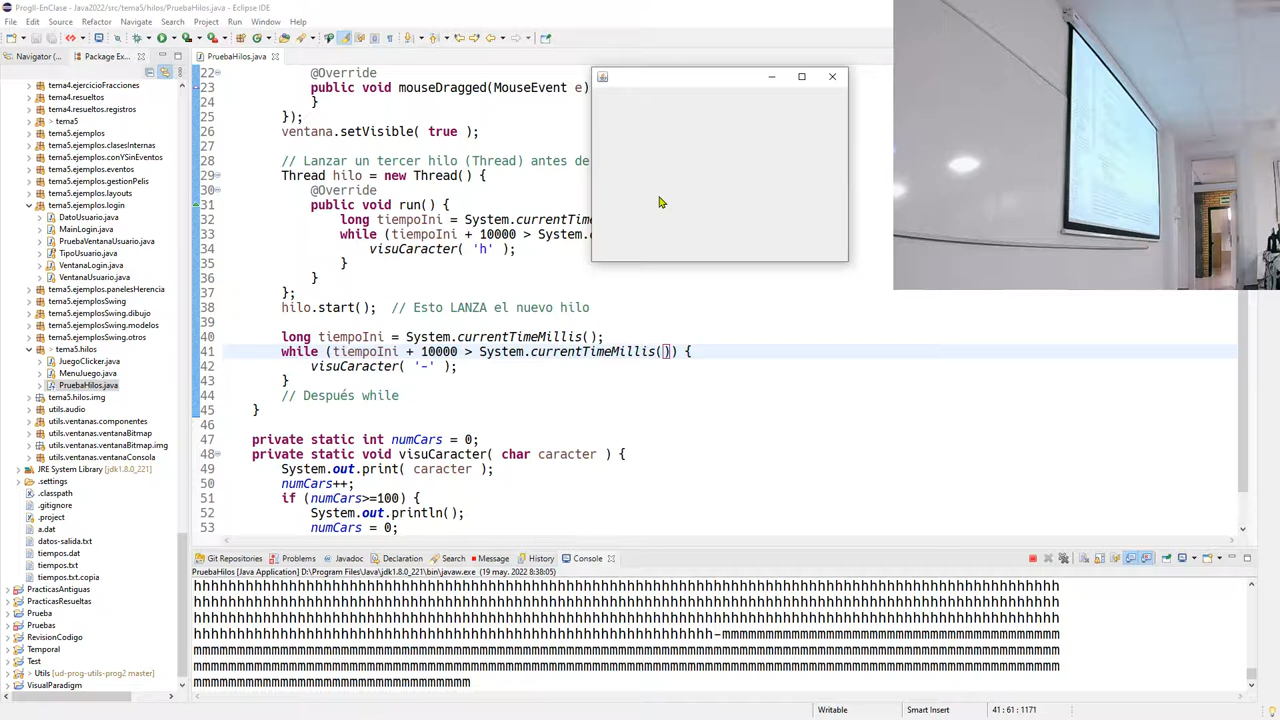 ProgII-EnClase - Java2022/src/tema5/hilos/PruebaHilos.java - Eclipse IDE
File Edit Source Refactor Navigate Search Project Run Window Help
Navigator (... Package Ex...
PruebaHilos.java
tema4.ejercicioFracciones
tema4.resueltos
tema4.resueltos.registros
> tema5
tema5.ejemplos
tema5.ejemplos.clasesInternas
tema5.ejemplos.conYSinEventos
tema5.ejemplos.eventos
tema5.ejemplos.gestionPelis
tema5.ejemplos.layouts
tema5.ejemplos.login
DatoUsuario.java
MainLogin.java
PruebaVentanaUsuario.java
TipoUsuario.java
VentanaLogin.java
VentanaUsuario.java
tema5.ejemplos.panelesHerencia
tema5.ejemplosSwing
tema5.ejemplosSwing.dibujo
tema5.ejemplosSwing.modelos
tema5.ejemplosSwing.otros
> tema5.hilos
JuegoClicker.java
MenuJuego.java
PruebaHilos.java
tema5.hilos.img
utils.audio
utils.ventanas.componentes
utils.ventanas.ventanaBitmap
utils.ventanas.ventanaBitmap.img
utils.ventanas.ventanaConsola
JRE System Library [jdk1.8.0_221]
.settings
.classpath
.gitignore
.project
a.dat
datos-salida.txt
tiempos.dat
tiempos.txt
tiempos.txt.copia
PracticasAntiguas
PracticasResueltas
Prueba
Pruebas
RevisionCodigo
Temporal
Test
Utils [ud-prog-utils-prog2 master]
VisualParadigm
22 @Override
23 public void mouseDragged(MouseEvent e)
24 }
25 });
26 ventana.setVisible( true );
27
28 // Lanzar un tercer hilo (Thread) antes de
29 Thread hilo = new Thread() {
30 @Override
31 public void run() {
32 long tiempoIni = System.currentTim
33 while (tiempoIni + 10000 > System.c
34 visuCaracter( 'h' );
35 }
36 }
37 };
38 hilo.start(); // Esto LANZA el nuevo hilo
39
40 long tiempoIni = System.currentTimeMillis();
41 while (tiempoIni + 10000 > System.currentTimeMillis()) {
42 visuCaracter( '-' );
43 }
44 // Después while
45 }
46
47 private static int numCars = 0;
48 private static void visuCaracter( char caracter ) {
49 System.out.print( caracter );
50 numCars++;
51 if (numCars>=100) {
52 System.out.println();
53 numCars = 0;
Git Repositories Problems Javadoc Declaration Search Message History Console
PruebaHilos [Java Application] D:\Program Files\Java\jdk1.8.0_221\bin\javaw.exe (19 may. 2022 8:38:05)
Writable Smart Insert 41 : 61 : 1171